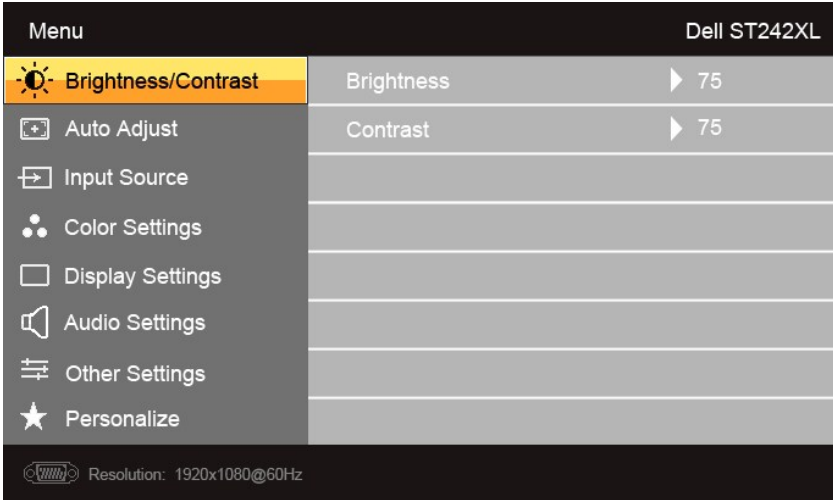 Menu Dell ST242XL
Brightness/Contrast Brightness 75
Auto Adjust Contrast 75
Input Source
Color Settings
Display Settings
Audio Settings
Other Settings
Personalize
Resolution: 1920x1080@60Hz